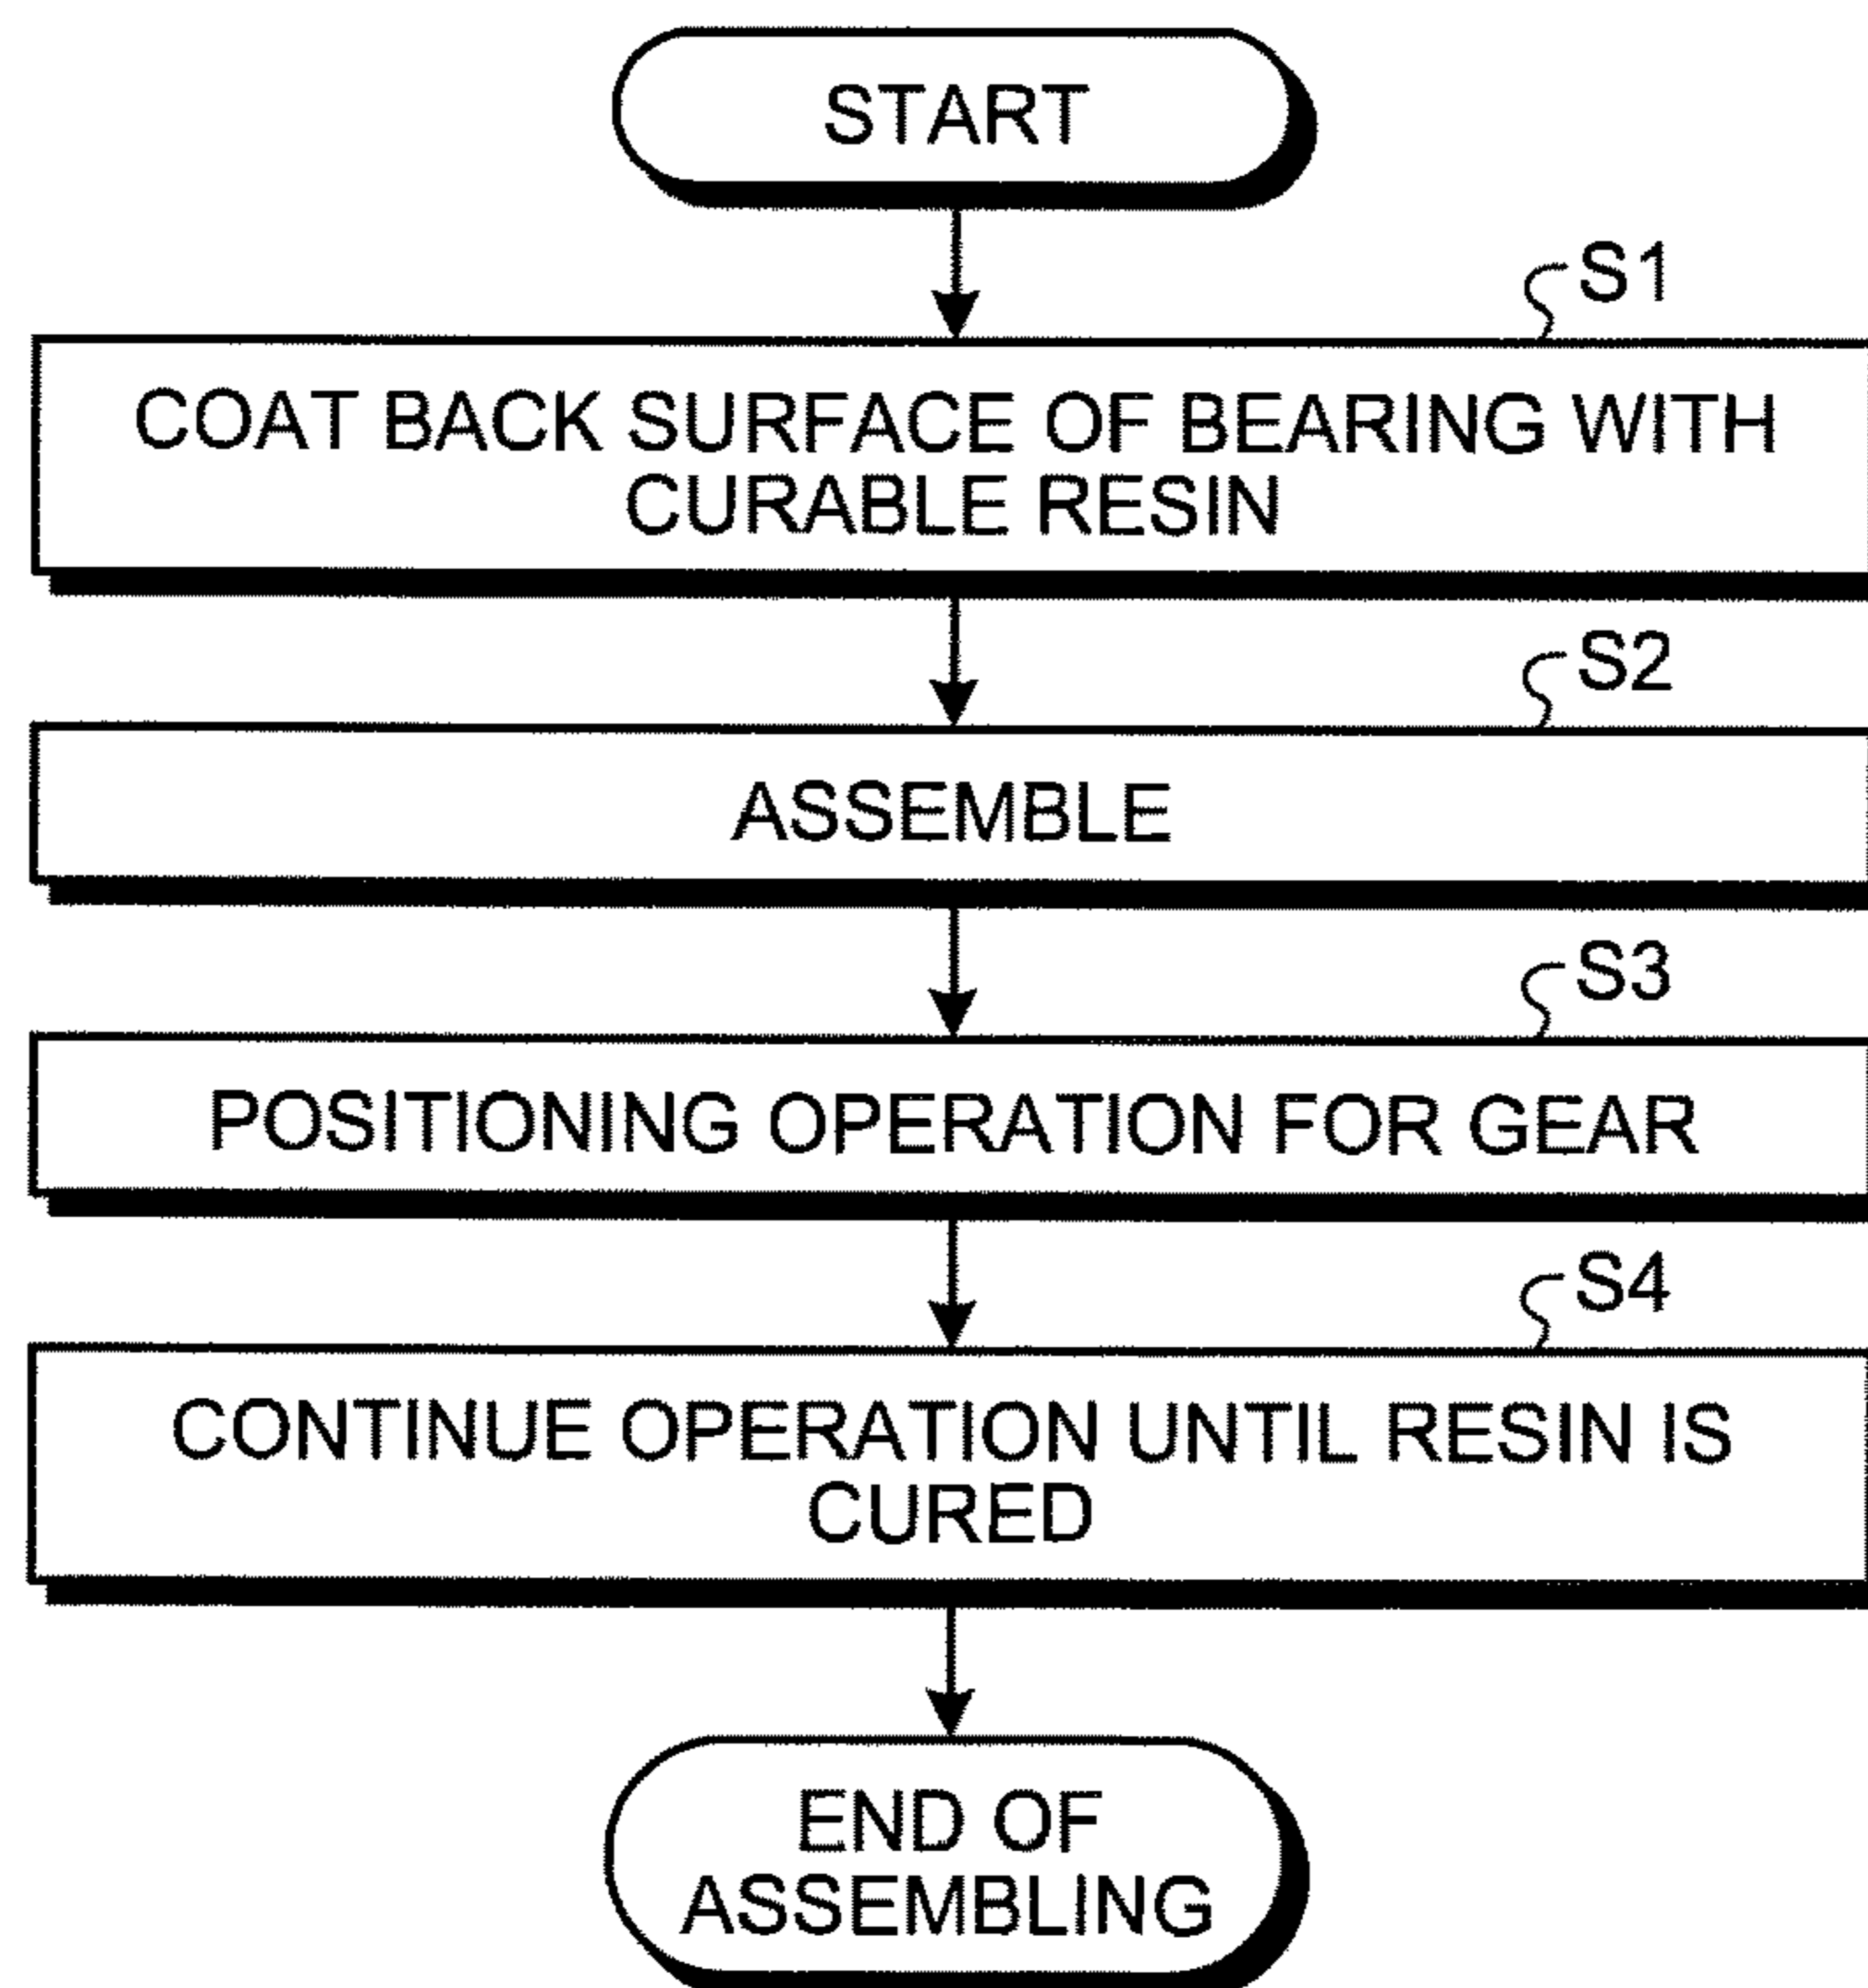 START
S1
COAT BACK SURFACE OF BEARING WITH
CURABLE RESIN
S2
ASSEMBLE
S3
POSITIONING OPERATION FOR GEAR
S4
CONTINUE OPERATION UNTIL RESIN IS
CURED
END OF
ASSEMBLING